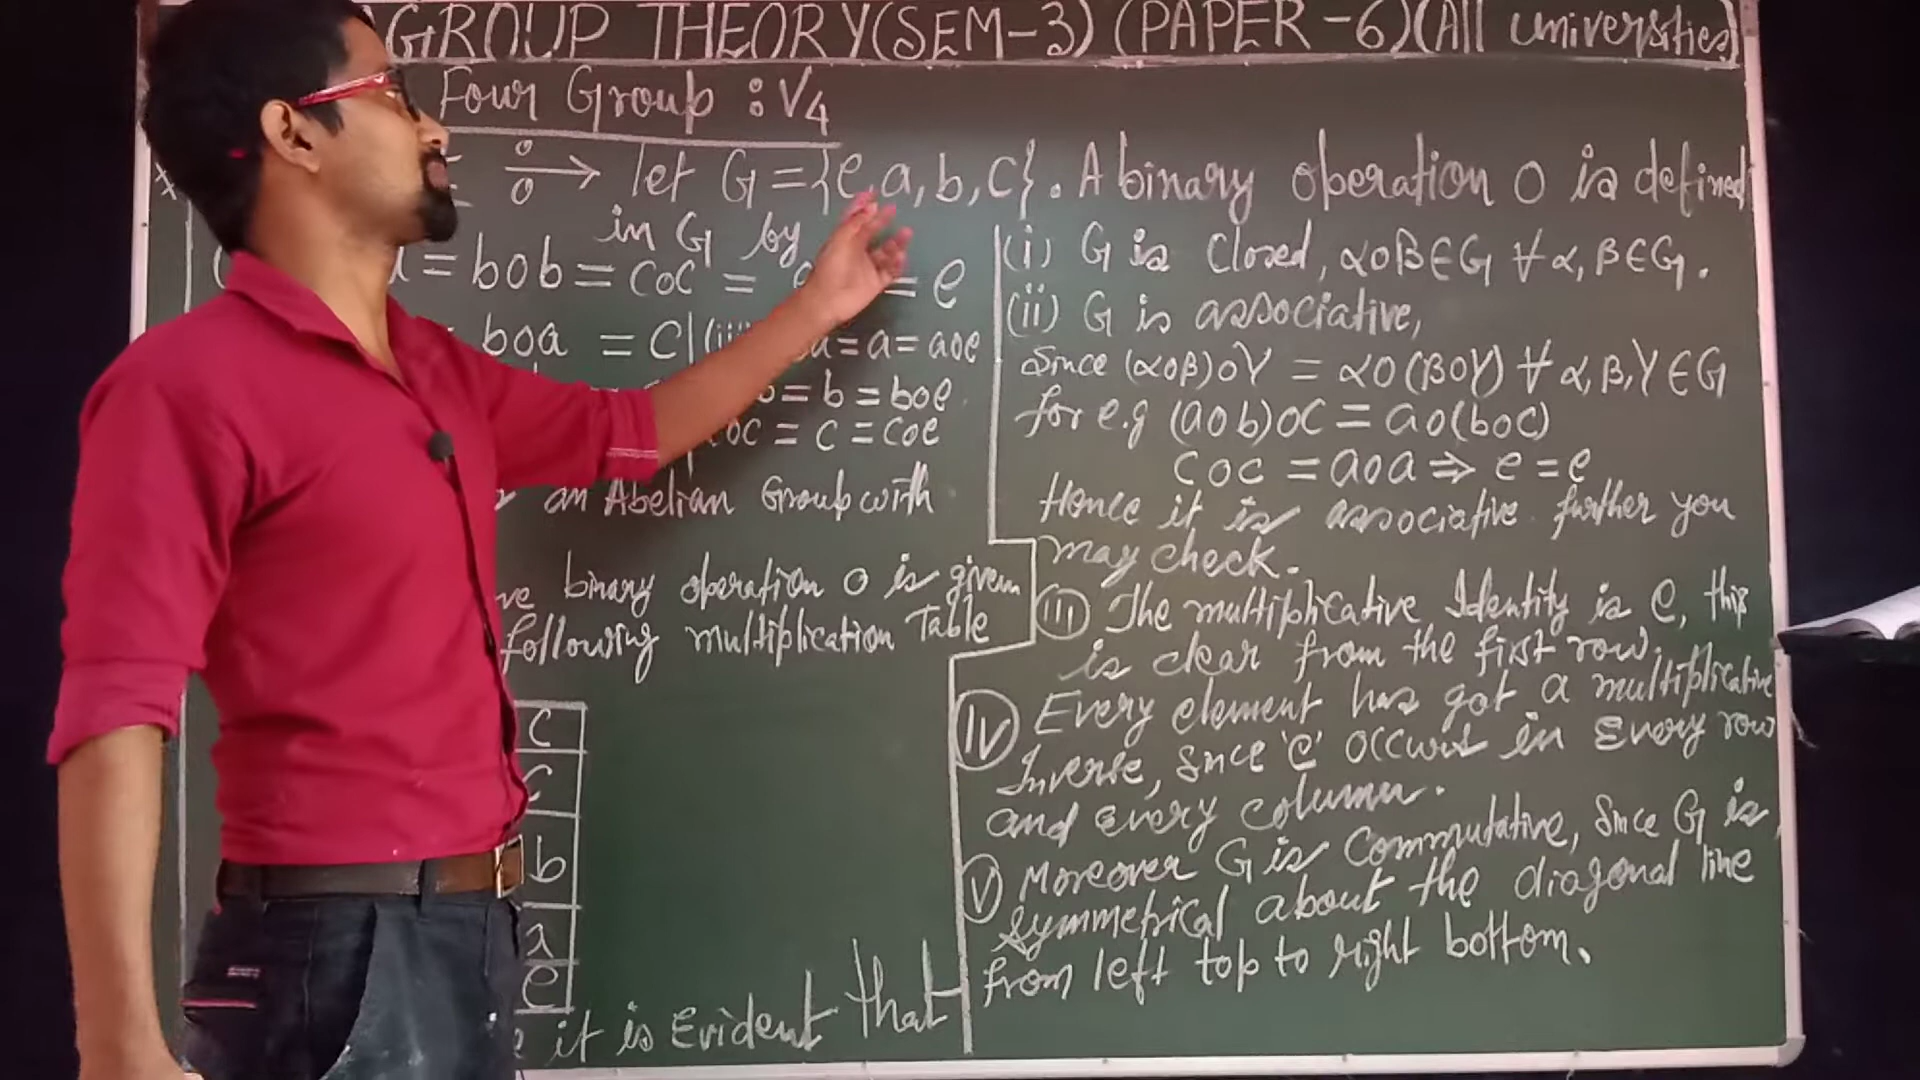 GROUP THEORY(SEM-3) (PAPER-6)(All universities)
Four Group : V4
let G={e,a,b,c}. A binary operation o is defined
in G by
= bob = coc = = e
boa = c (iii) a = a = aoe
= b = boe
oc = c = coe
an Abelian Group with
binary operation o is given
following multiplication Table
c
c
b
a
e
it is Evident that
(i) G is Closed, αoβ∈G ∀ α, β∈G.
(ii) G is associative,
Since (αoβ)oγ = αo(βoγ) ∀ α,β,γ∈G
for e.g (aob)oc = ao(boc)
coc = aoa ⇒ e = e
Hence it is associative further you
may check.
(iii) The multiplicative Identity is e, this
is clear from the first row.
(iv) Every element has got a multiplicative
Inverse, since 'e' occurs in Every row
and every column.
(v) Moreover G is Commutative, Since G is
symmetrical about the diagonal line
from left top to right bottom.